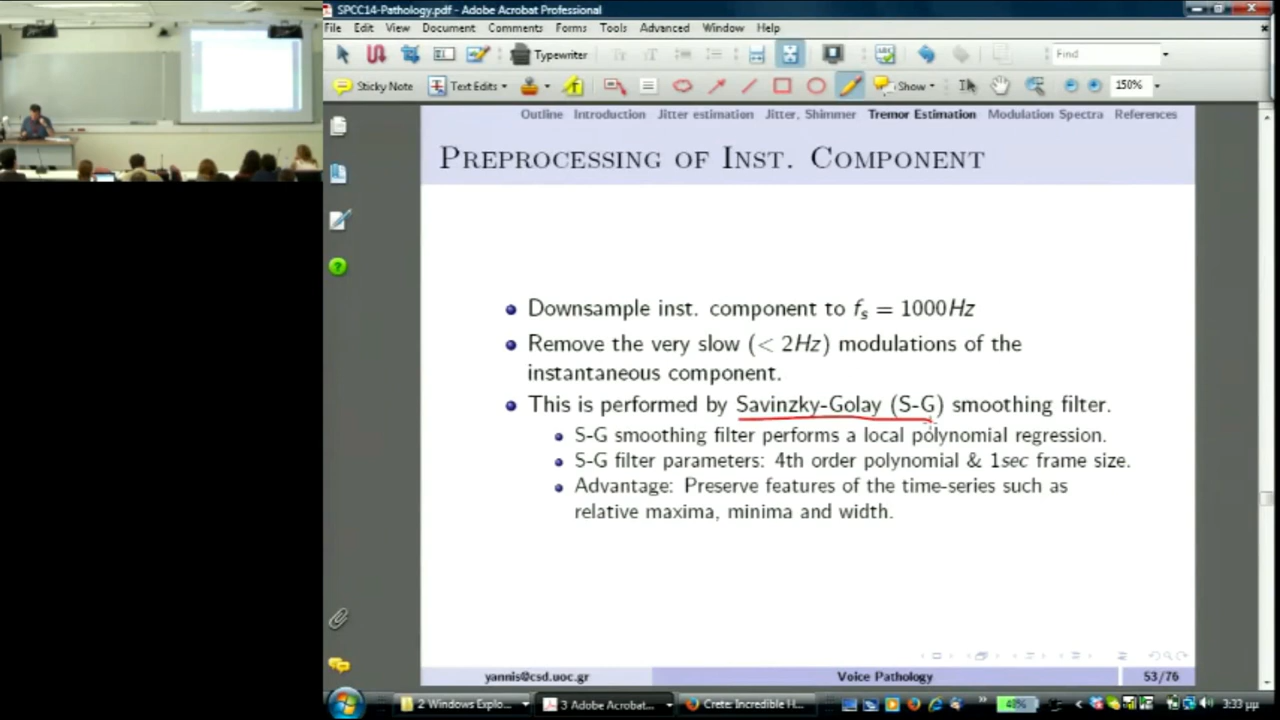 SPCC14-Pathology.pdf - Adobe Acrobat Professional
File Edit View Document Comments Forms Tools Advanced Window Help
Typewriter Find
Sticky Note Text Edits Show 150%
Outline Introduction Jitter estimation Jitter, Shimmer Tremor Estimation Modulation Spectra References
PREPROCESSING OF INST. COMPONENT
Downsample inst. component to fs = 1000Hz
Remove the very slow (< 2Hz) modulations of the
instantaneous component.
This is performed by Savinzky-Golay (S-G) smoothing filter.
S-G smoothing filter performs a local polynomial regression.
S-G filter parameters: 4th order polynomial & 1sec frame size.
Advantage: Preserve features of the time-series such as
relative maxima, minima and width.
yannis@csd.uoc.gr Voice Pathology 53/76
2 Windows Explo... 3 Adobe Acrobat... Crete: Incredible H... 3:33 μμ